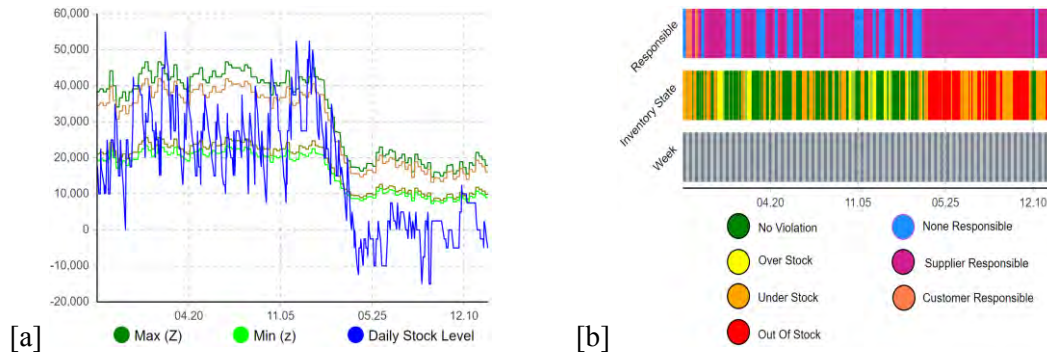 60,000
50,000
40,000
30,000
20,000
10,000
0
-10,000
-20,000
04.20 11.05 05.25 12.10
Max (Z) Min (z) Daily Stock Level
[a]
Responsible
Inventory State
Week
04.20 11.05 05.25 12.10
No Violation None Responsible
Over Stock Supplier Responsible
Under Stock Customer Responsible
Out Of Stock
[b]